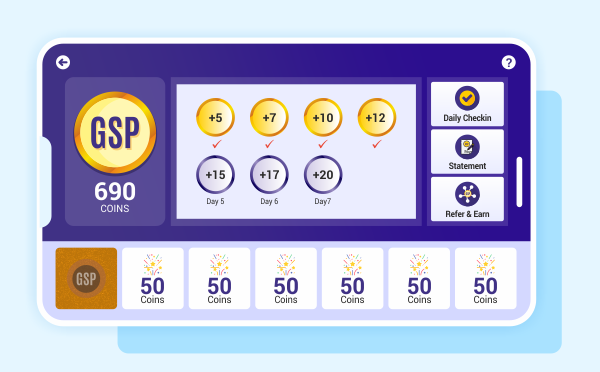 ?
GSP
690
COINS
+5
+7
+10
+12
+15
+17
+20
Day 5
Day 6
Day7
Daily Checkin
Statement
Refer & Earn
GSP
50
Coins
50
Coins
50
Coins
50
Coins
50
Coins
50
Coins